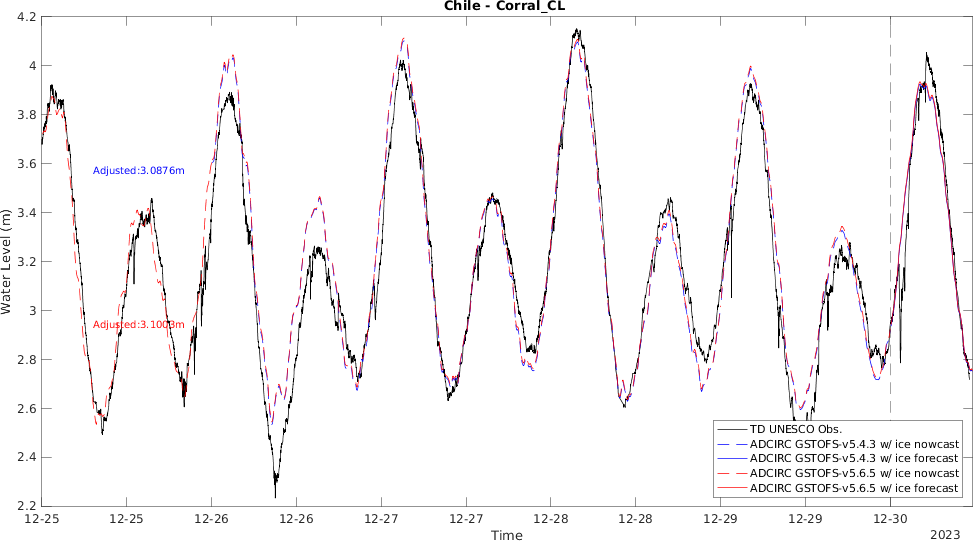 Chile - Corral_CL
4.2
4
3.8
3.6
3.4
3.2
3
2.8
2.6
2.4
2.2
Water Level (m)
Adjusted:3.0876m
Adjusted:3.1003m
TD UNESCO Obs.
ADCIRC GSTOFS-v5.4.3 w/ ice nowcast
ADCIRC GSTOFS-v5.4.3 w/ ice forecast
ADCIRC GSTOFS-v5.6.5 w/ ice nowcast
ADCIRC GSTOFS-v5.6.5 w/ ice forecast
12-25 12-25 12-26 12-26 12-27 12-27 12-28 12-28 12-29 12-29 12-30
Time
2023